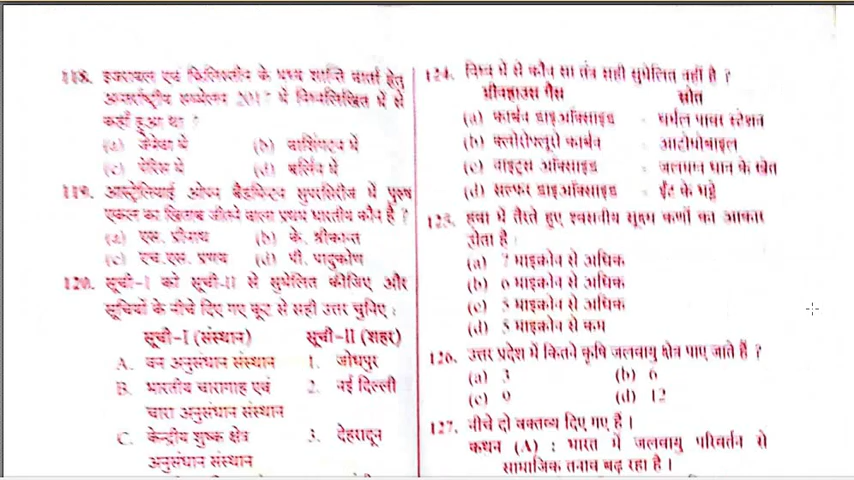 118. इजरायल एवं फिलिस्तीन के मध्य शान्ति वार्ता हेतु
अन्तर्राष्ट्रीय सम्मेलन 2017 में निम्नलिखित में से
कहाँ हुआ था ?
(a) जेनेवा में (b) वाशिंगटन में
(c) पेरिस में (d) बर्लिन में
119. आस्ट्रेलियाई ओपन बैडमिन्टन सुपरसिरीज में पुरुष
एकल का खिताब जीतने वाला प्रथम भारतीय कौन है ?
(a) एस. श्रीनाथ (b) के. श्रीकान्त
(c) एच.एस. प्रणय (d) पी. पादुकोण
120. सूची-I को सूची-II से सुमेलित कीजिए और
सूचियों के नीचे दिए गए कूट से सही उत्तर चुनिए :
सूची-I (संस्थान) सूची-II (शहर)
A. वन अनुसंधान संस्थान 1. जोधपुर
B. भारतीय चारागाह एवं 2. नई दिल्ली
चारा अनुसंधान संस्थान
C. केन्द्रीय शुष्क क्षेत्र 3. देहरादून
अनुसंधान संस्थान
124. निम्न में से कौन सा तंत्र सही सुमेलित नहीं है ?
ग्रीनहाउस गैस स्रोत
(a) कार्बन डाइऑक्साइड - थर्मल पावर स्टेशन
(b) क्लोरोफ्लूरो कार्बन - आटोमोबाइल
(c) नाइट्रस ऑक्साइड - जलमग्न धान के खेत
(d) सल्फर डाइऑक्साइड - ईंट के भट्टे
125. हवा में तैरते हुए श्वसनीय सूक्ष्म कणों का आकार
होता है
(a) 7 माइक्रोन से अधिक
(b) 6 माइक्रोन से अधिक
(c) 5 माइक्रोन से अधिक
(d) 5 माइक्रोन से कम
126. उत्तर प्रदेश में कितने कृषि जलवायु क्षेत्र पाए जाते हैं ?
(a) 3 (b) 6
(c) 9 (d) 12
127. नीचे दो वक्तव्य दिए गए हैं ।
कथन (A) : भारत में जलवायु परिवर्तन से
सामाजिक तनाव बढ़ रहा है ।